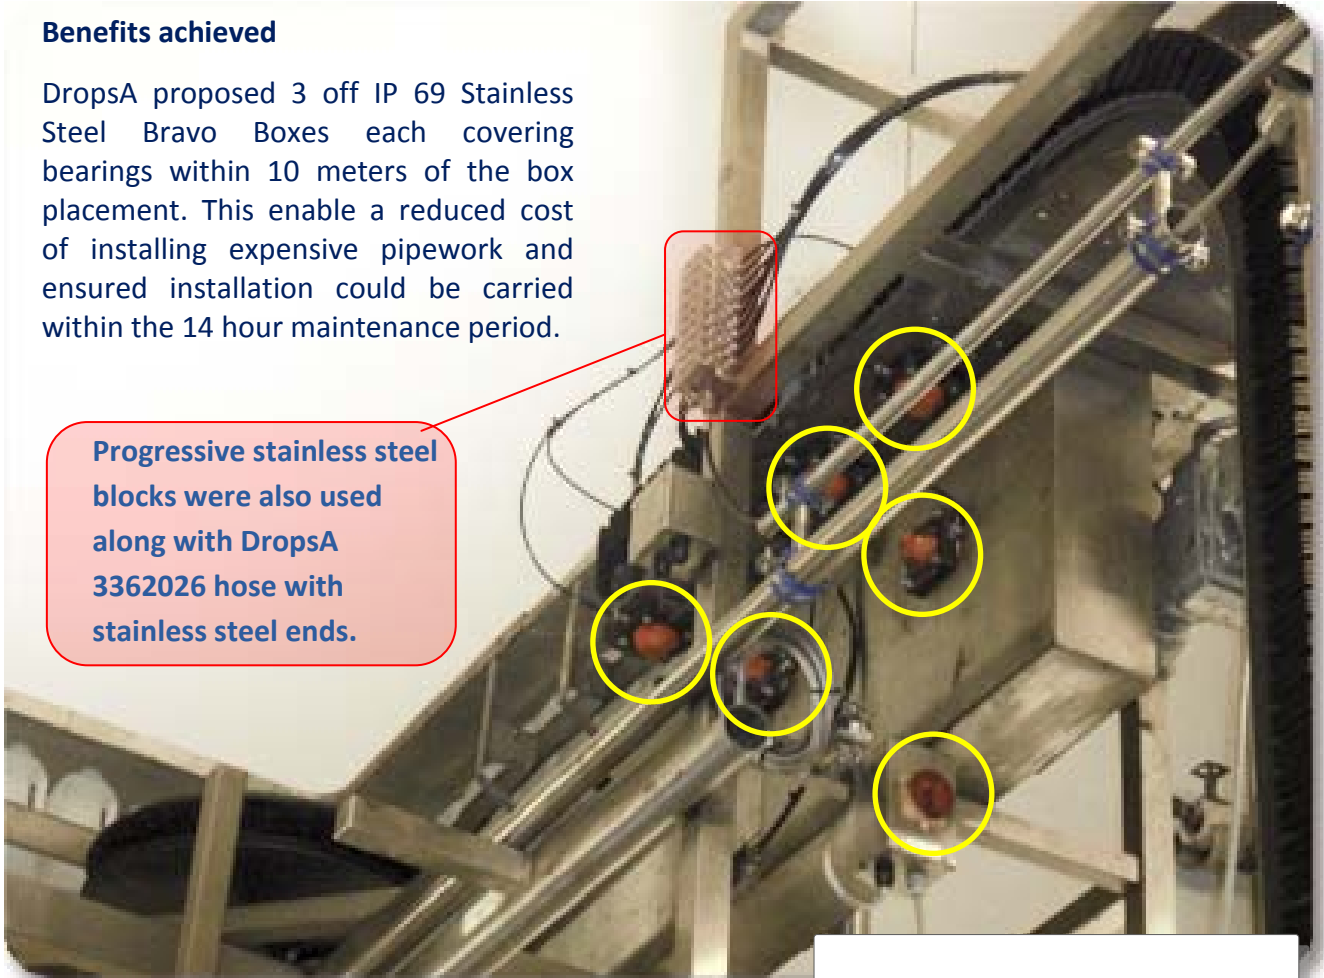 Benefits achieved
DropsA proposed 3 off IP 69 Stainless
Steel Bravo Boxes each covering
bearings within 10 meters of the box
placement. This enable a reduced cost
of installing expensive pipework and
ensured installation could be carried
within the 14 hour maintenance period.
Progressive stainless steel
blocks were also used
along with DropsA
3362026 hose with
stainless steel ends.